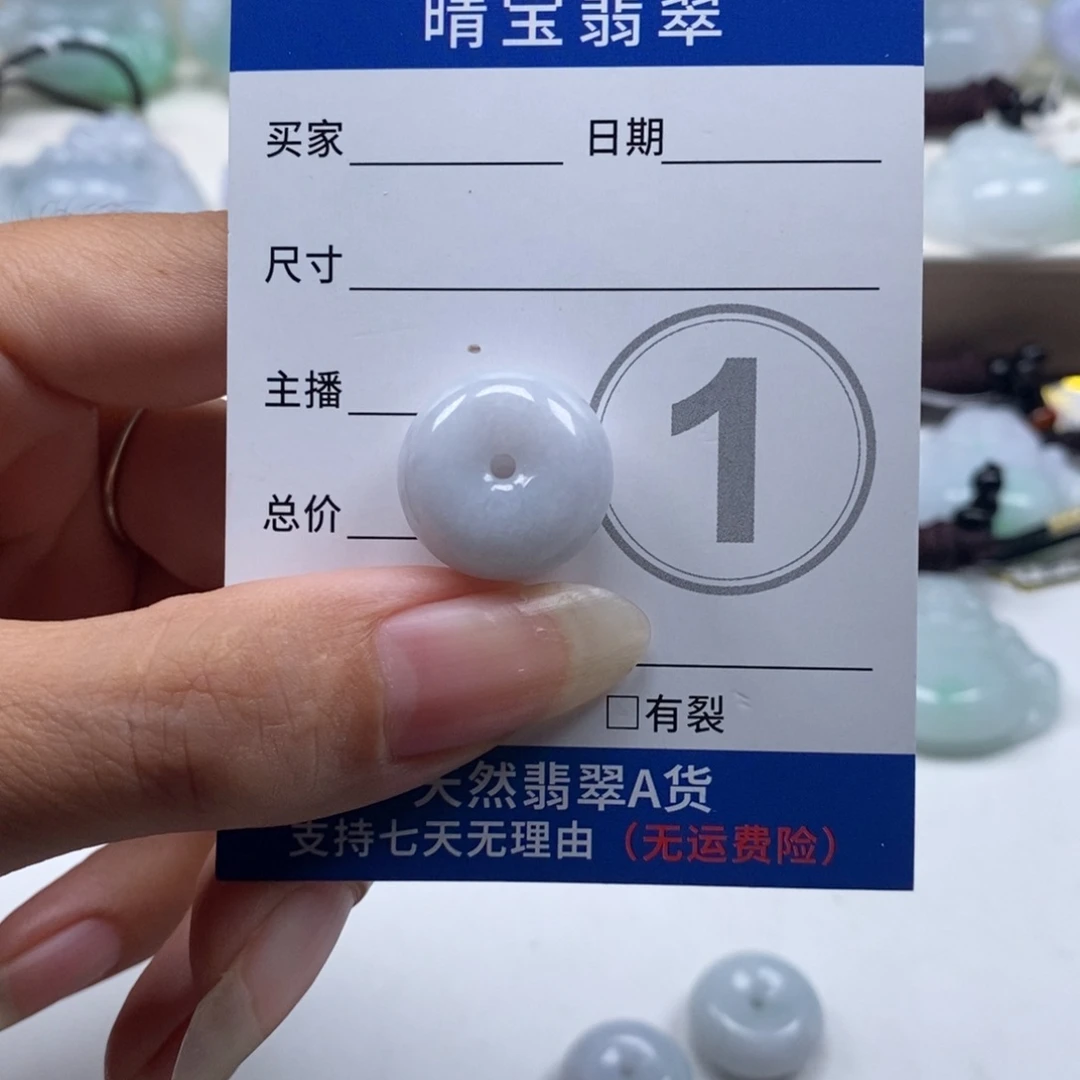 晴宝翡翠
买家 日期
尺寸
主播
1
总价
□有裂
天然翡翠A货
支持七天无理由（无运费险）